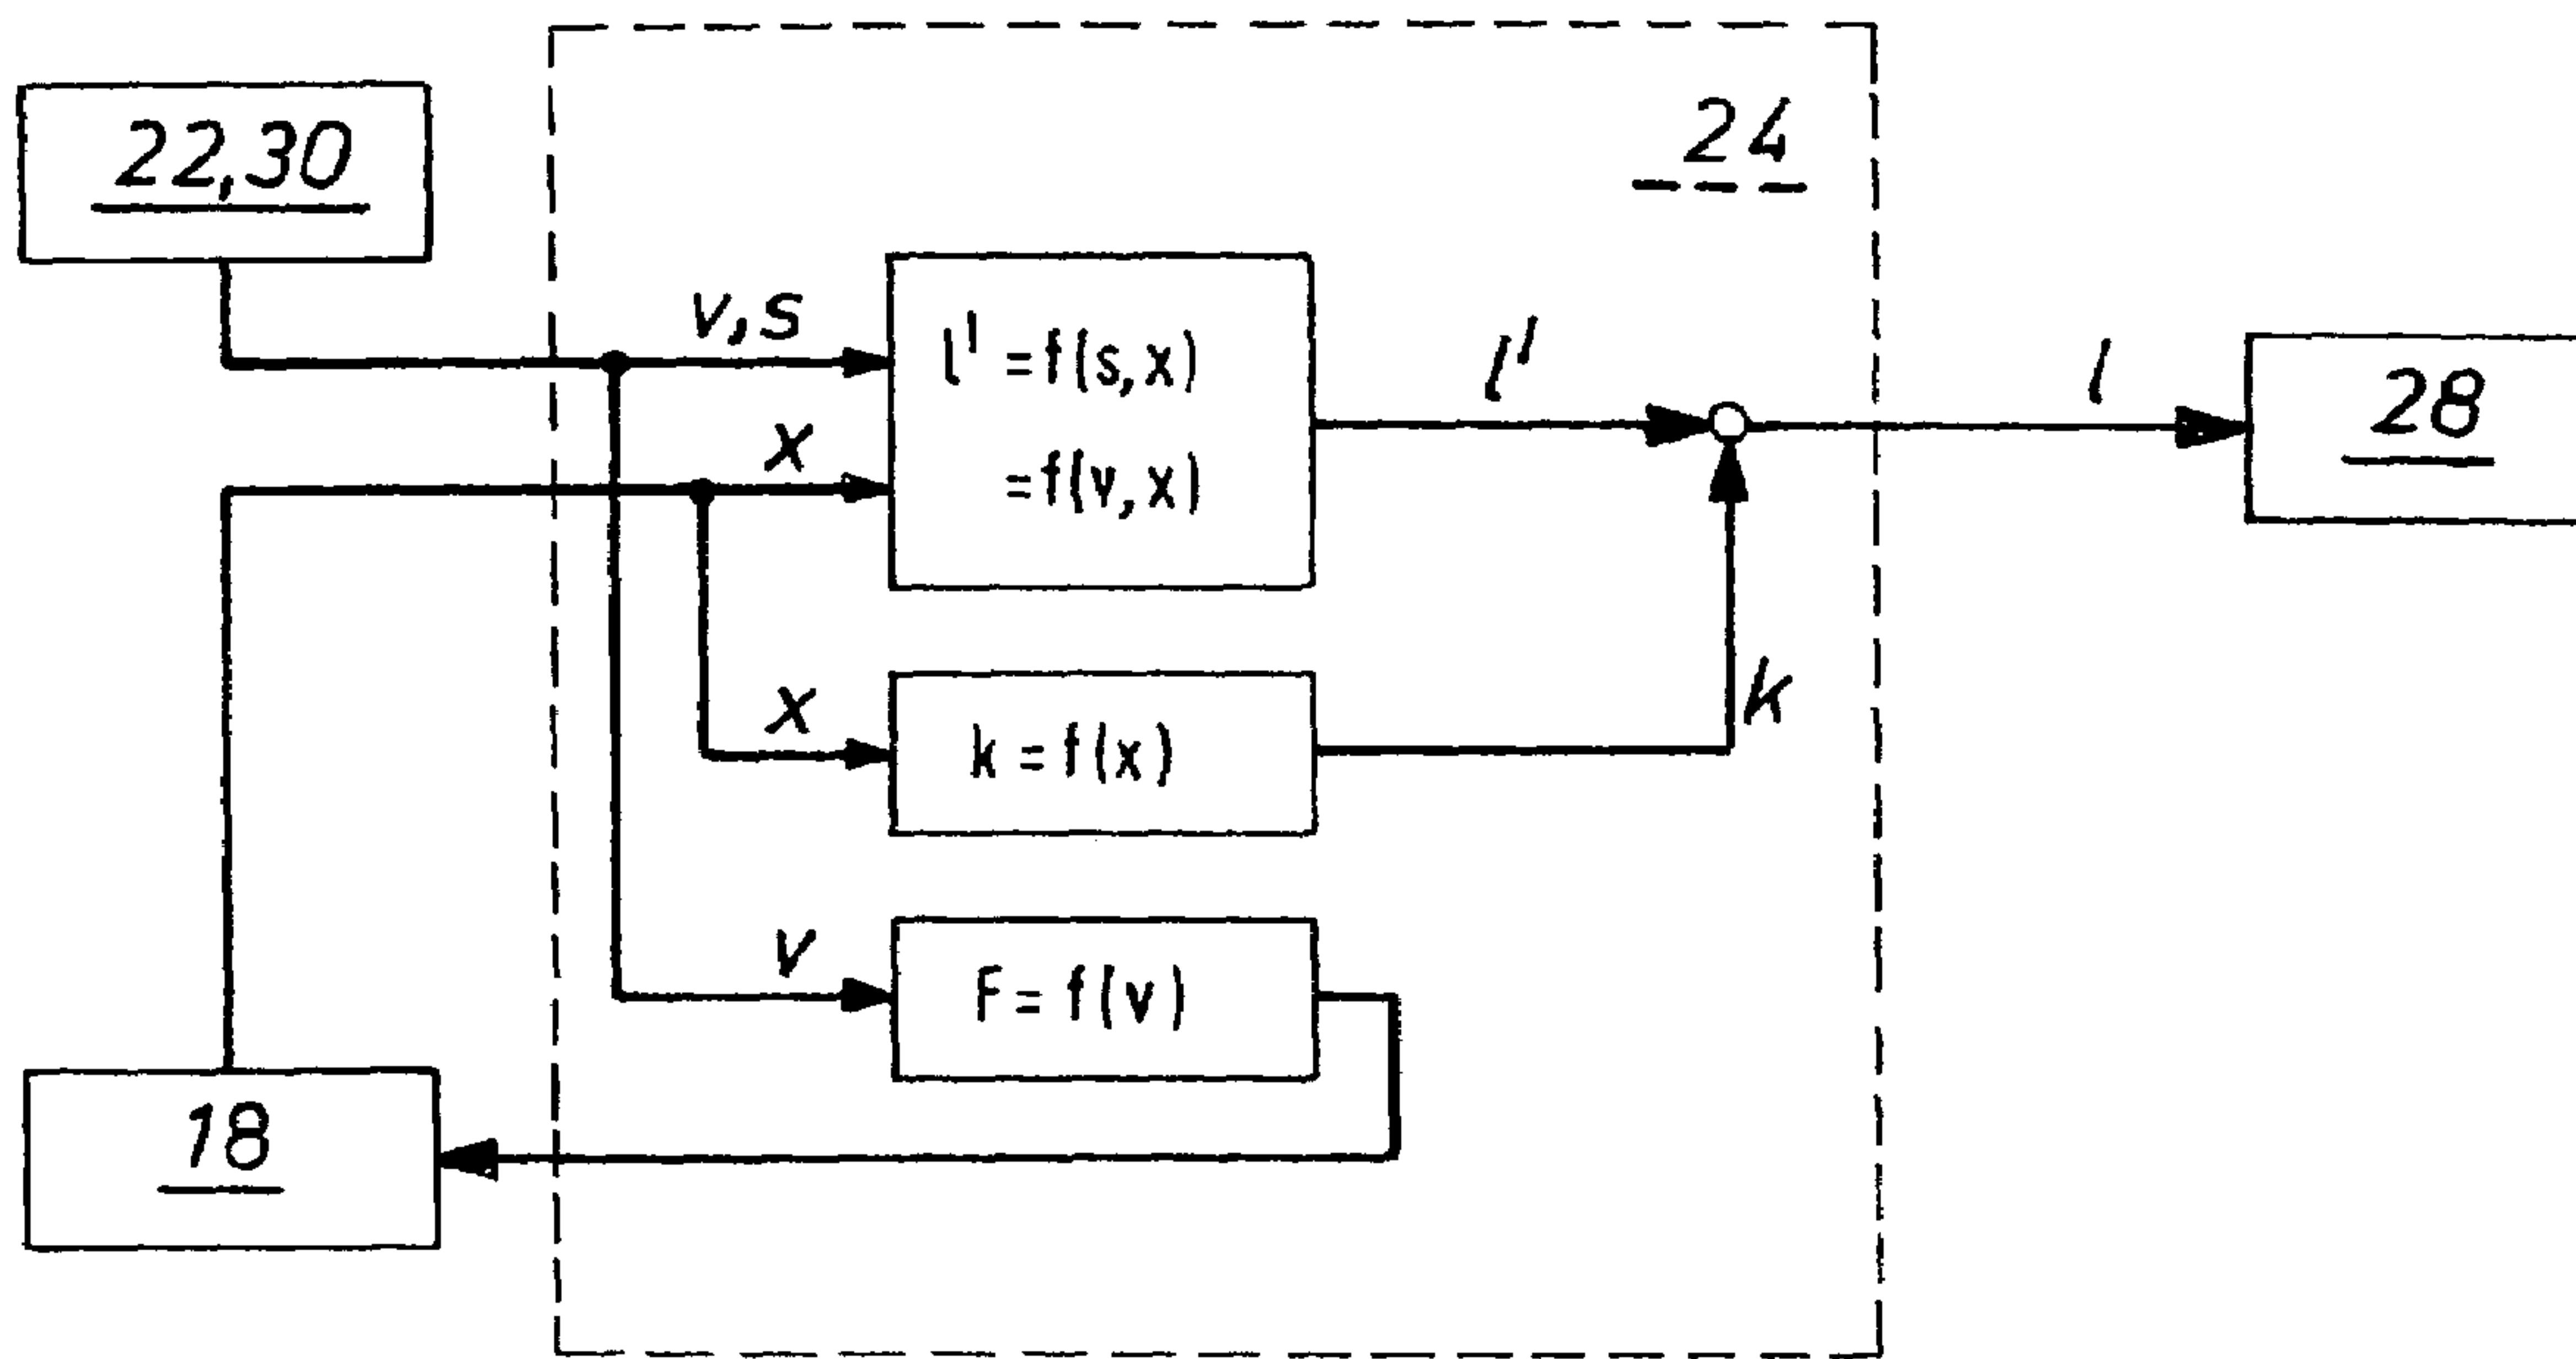 22,30
24
v,s
l' = f(s,x)
= f(v,x)
l'
l
28
x
x
k = f(x)
k
v
F = f(v)
18